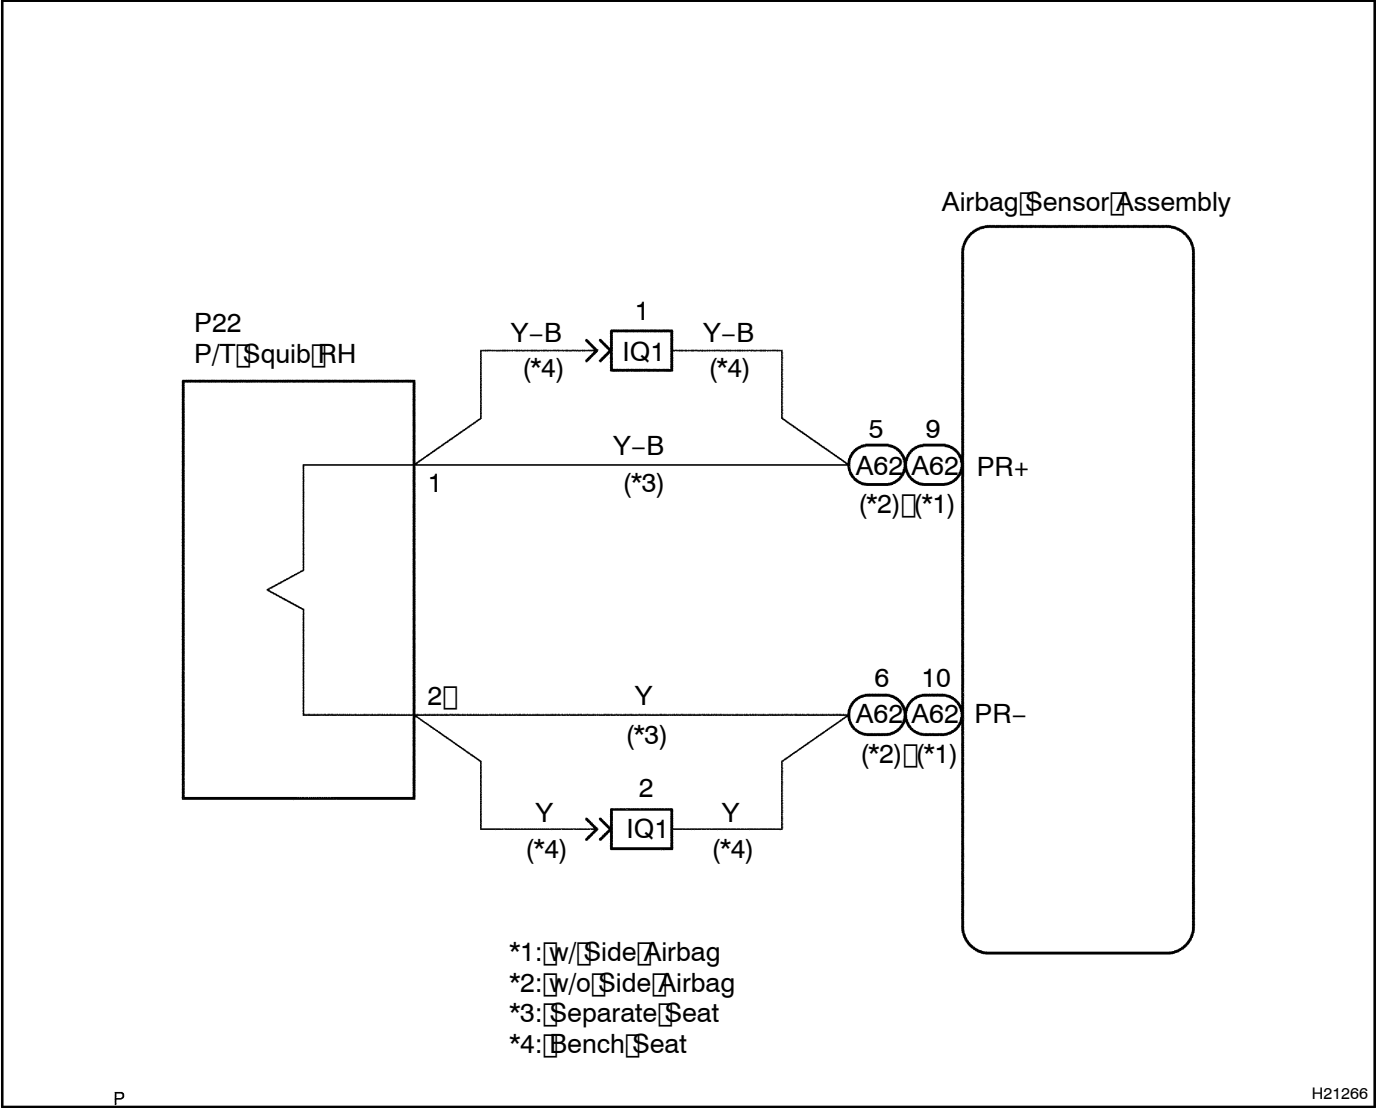 Airbag Sensor Assembly
P22
P/T Squib RH
1
Y–B
(*4)
IQ1
Y–B
(*4)
Y–B
(*3)
1
5
9
A62
A62
(*2) (*1)
PR+
2
Y
(*3)
6
10
A62
A62
(*2) (*1)
PR–
2
Y
(*4)
IQ1
Y
(*4)
*1: w/ Side Airbag
*2: w/o Side Airbag
*3: Separate Seat
*4: Bench Seat
P
H21266